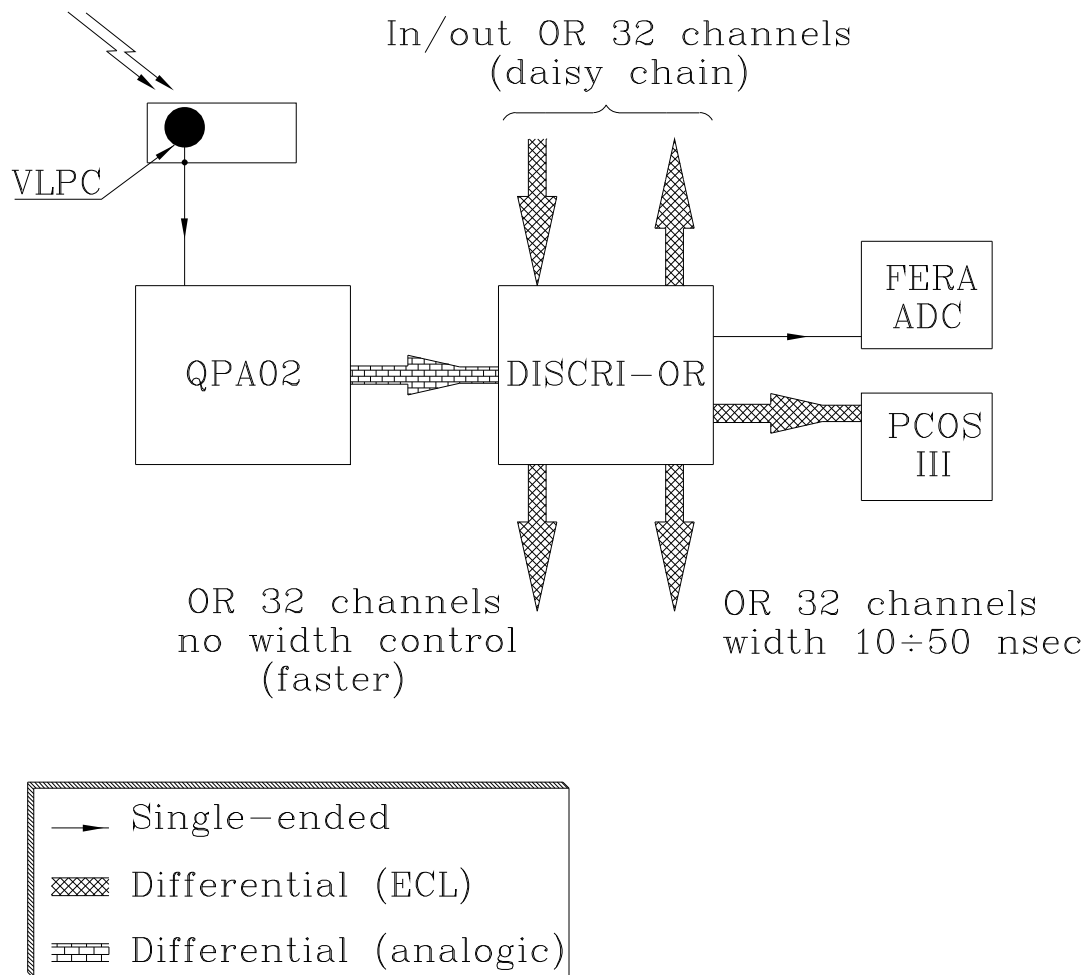 In/out OR 32 channels
(daisy chain)
VLPC
FERA
ADC
QPA02
DISCRI-OR
PCOS
III
OR 32 channels
no width control
(faster)
OR 32 channels
width 10÷50 nsec
Single-ended
Differential (ECL)
Differential (analogic)